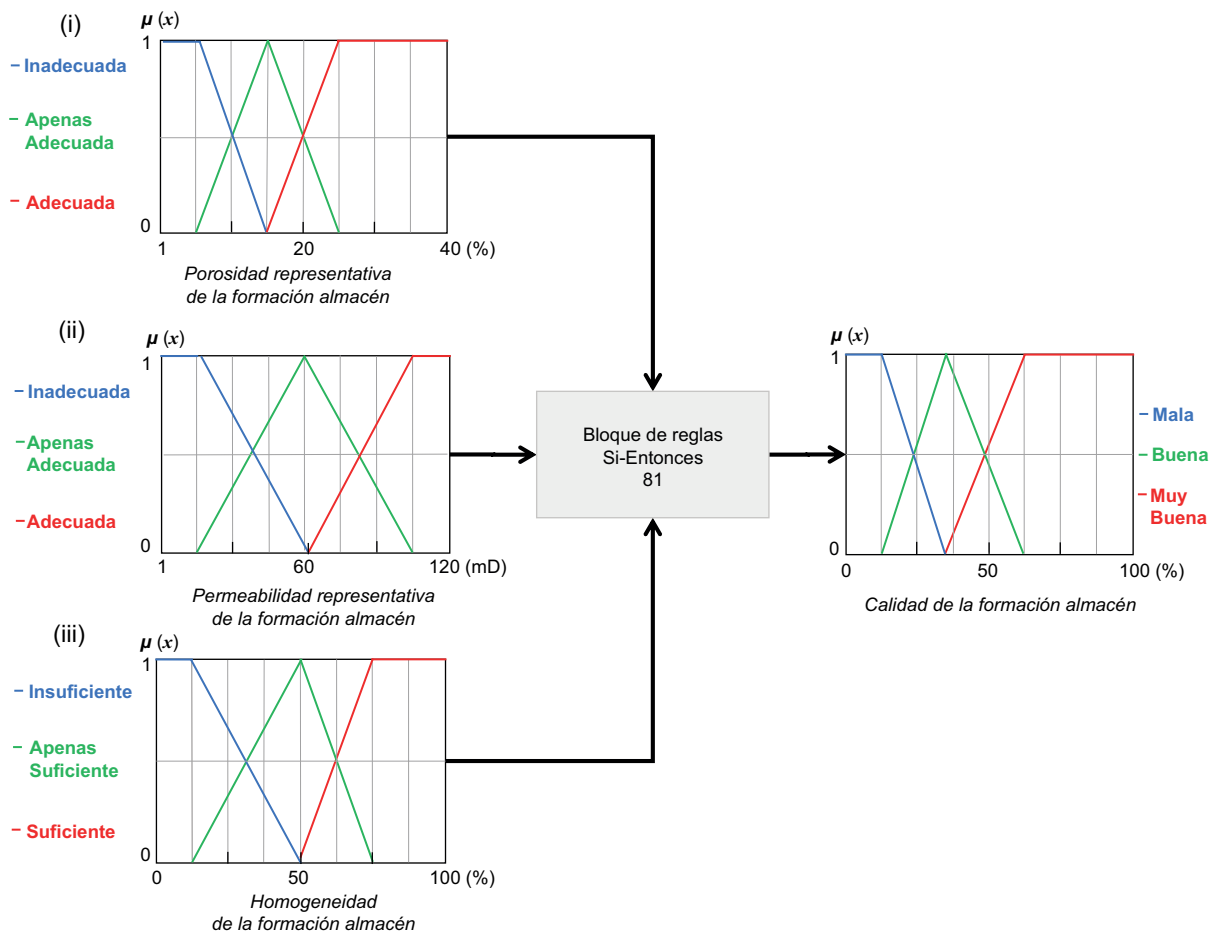 (i)
μ (x)
1
– Inadecuada
– Apenas
Adecuada
– Adecuada
0
1
20
40 (%)
Porosidad representativa
de la formación almacén
(ii)
μ (x)
1
– Inadecuada
– Apenas
Adecuada
– Adecuada
0
1
60
120 (mD)
Permeabilidad representativa
de la formación almacén
(iii)
μ (x)
1
– Insuficiente
– Apenas
Suficiente
– Suficiente
0
0
50
100 (%)
Homogeneidad
de la formación almacén
Bloque de reglas
Si-Entonces
81
μ (x)
1
– Mala
– Buena
– Muy
Buena
0
0
50
100 (%)
Calidad de la formación almacén